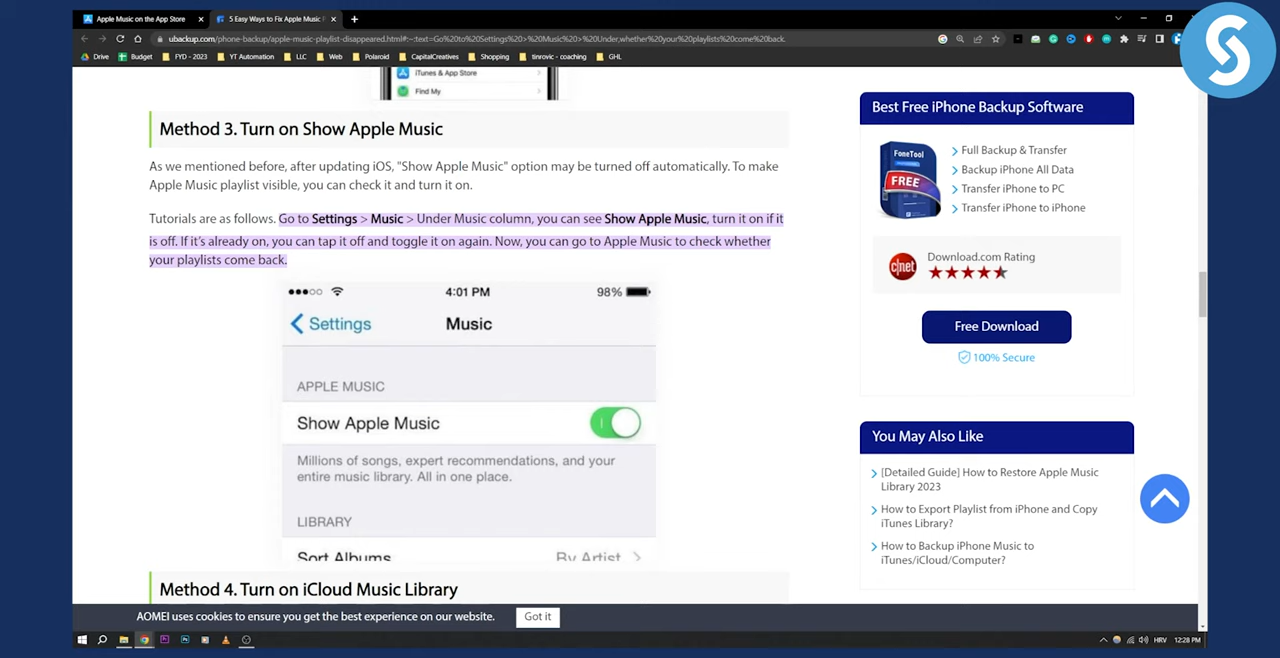 Apple Music on the App Store
5 Easy Ways to Fix Apple Music
ubackup.com/phone-backup/apple-music-playlist-disappeared.html#:~:text=Go%20to%20Settings%20>%20Music%20>%20Under,whether%20your%20playlists%20come%20back.
Drive
Budget
FYD - 2023
YT Automation
LLC
Web
Polaroid
CapitalCreatives
Shopping
tinrovic - coaching
GHL
iTunes & App Store
Find My
Method 3. Turn on Show Apple Music
As we mentioned before, after updating iOS, "Show Apple Music" option may be turned off automatically. To make
Apple Music playlist visible, you can check it and turn it on.
Tutorials are as follows. Go to Settings > Music > Under Music column, you can see Show Apple Music, turn it on if it
is off. If it's already on, you can tap it off and toggle it on again. Now, you can go to Apple Music to check whether
your playlists come back.
4:01 PM
98%
Settings
Music
APPLE MUSIC
Show Apple Music
Millions of songs, expert recommendations, and your
entire music library. All in one place.
LIBRARY
Sort Albums
By Artist
Method 4. Turn on iCloud Music Library
Best Free iPhone Backup Software
FoneTool
FREE
Full Backup & Transfer
Backup iPhone All Data
Transfer iPhone to PC
Transfer iPhone to iPhone
c|net
Download.com Rating
Free Download
100% Secure
You May Also Like
[Detailed Guide] How to Restore Apple Music
Library 2023
How to Export Playlist from iPhone and Copy
iTunes Library?
How to Backup iPhone Music to
iTunes/iCloud/Computer?
AOMEI uses cookies to ensure you get the best experience on our website.
Got it
HRV
12:28 PM